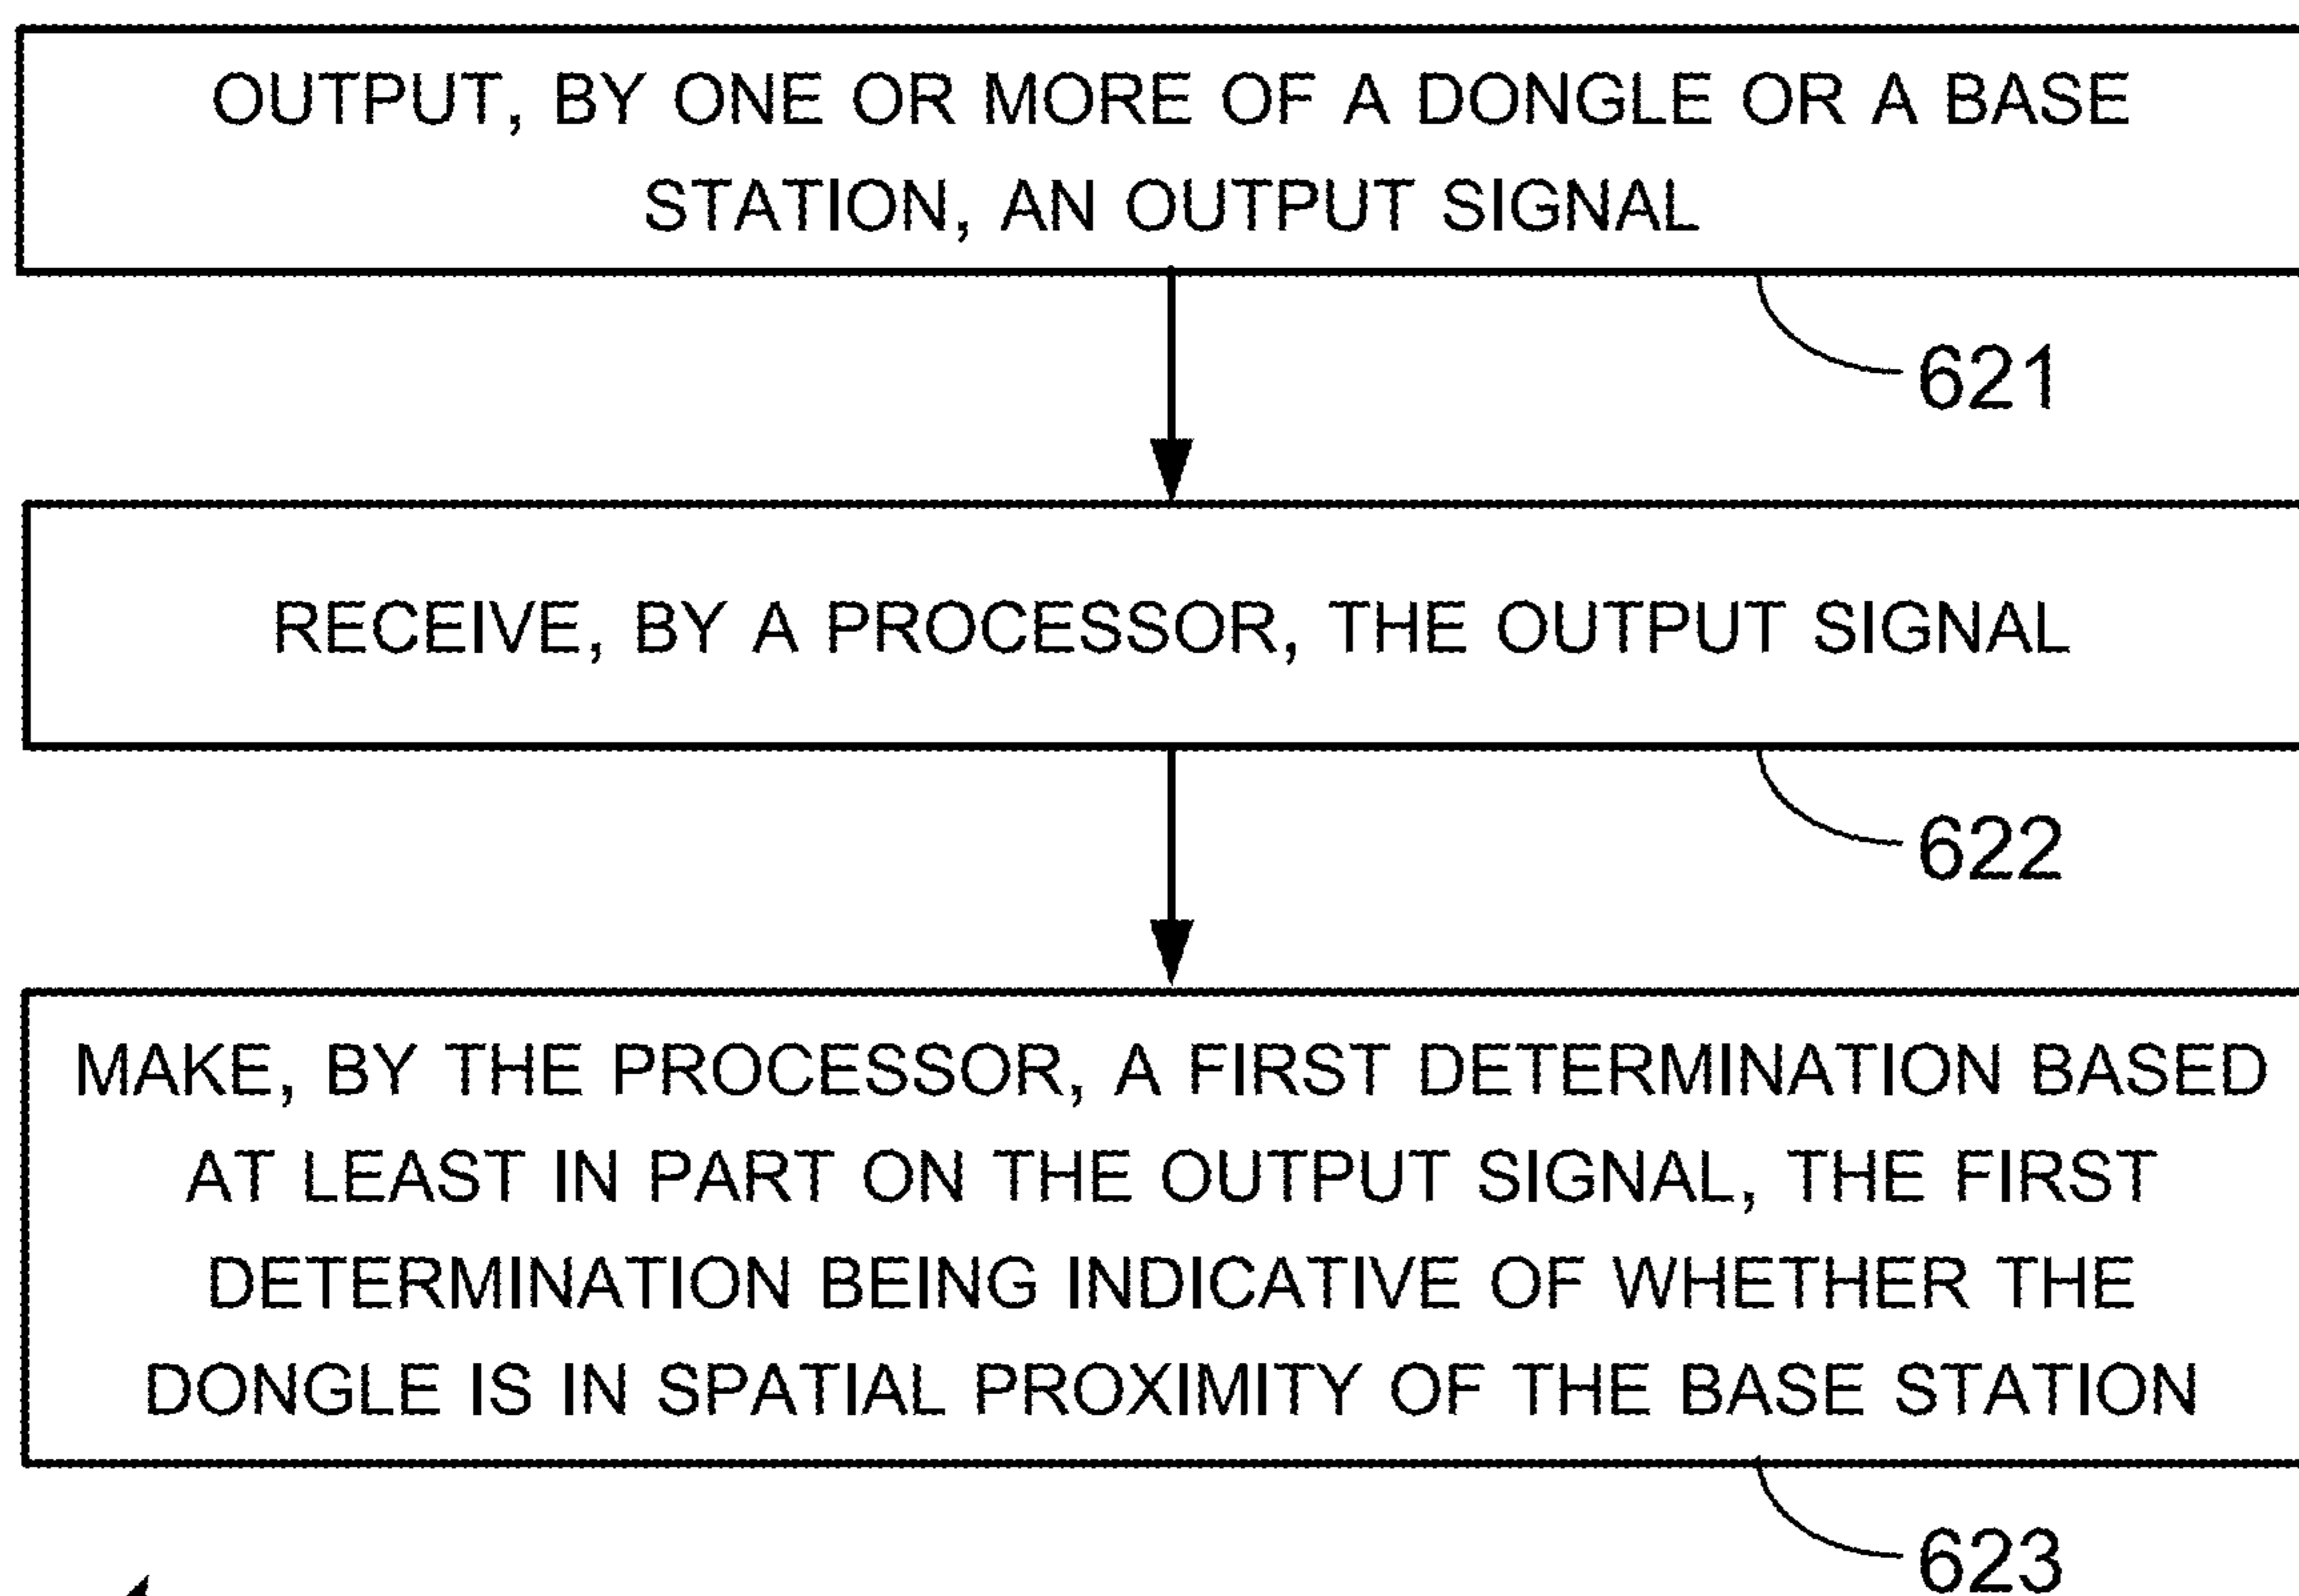 OUTPUT, BY ONE OR MORE OF A DONGLE OR A BASE
STATION, AN OUTPUT SIGNAL
621
RECEIVE, BY A PROCESSOR, THE OUTPUT SIGNAL
622
MAKE, BY THE PROCESSOR, A FIRST DETERMINATION BASED
AT LEAST IN PART ON THE OUTPUT SIGNAL, THE FIRST
DETERMINATION BEING INDICATIVE OF WHETHER THE
DONGLE IS IN SPATIAL PROXIMITY OF THE BASE STATION
623